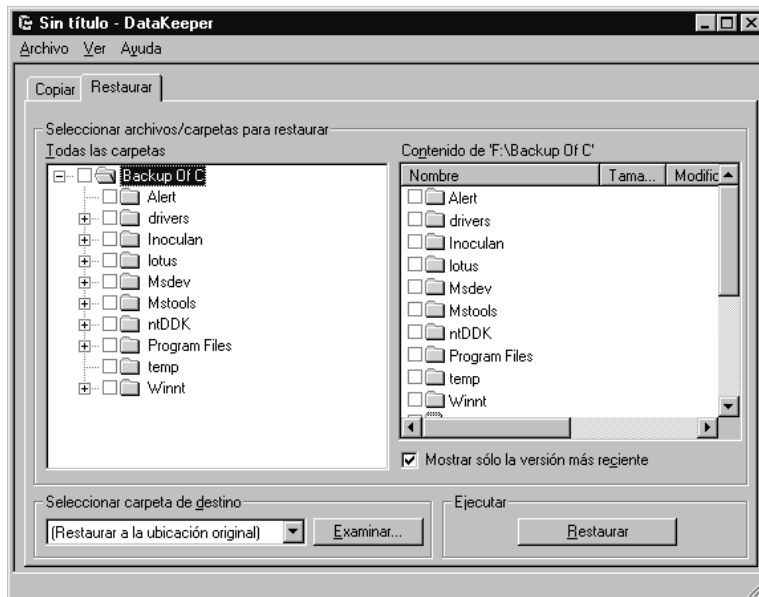 Sin título - DataKeeper
Archivo Ver Ayuda
Copiar Restaurar
Seleccionar archivos/carpetas para restaurar
Todas las carpetas
Backup Of C
Alert
drivers
Inoculan
lotus
Msdev
Mstools
ntDDK
Program Files
temp
Winnt
Contenido de 'F:\Backup Of C'
Nombre Tama... Modific
Alert
drivers
Inoculan
lotus
Msdev
Mstools
ntDDK
Program Files
temp
Winnt
Mostrar sólo la versión más reciente
Seleccionar carpeta de destino
(Restaurar a la ubicación original) Examinar...
Ejecutar
Restaurar